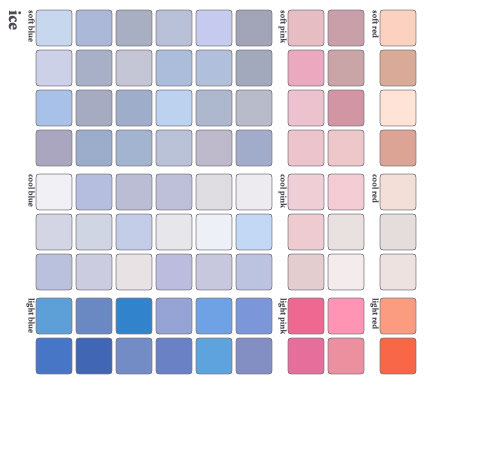 ice
soft blue
soft pink
soft red
cool blue
cool pink
cool red
light blue
light pink
light red